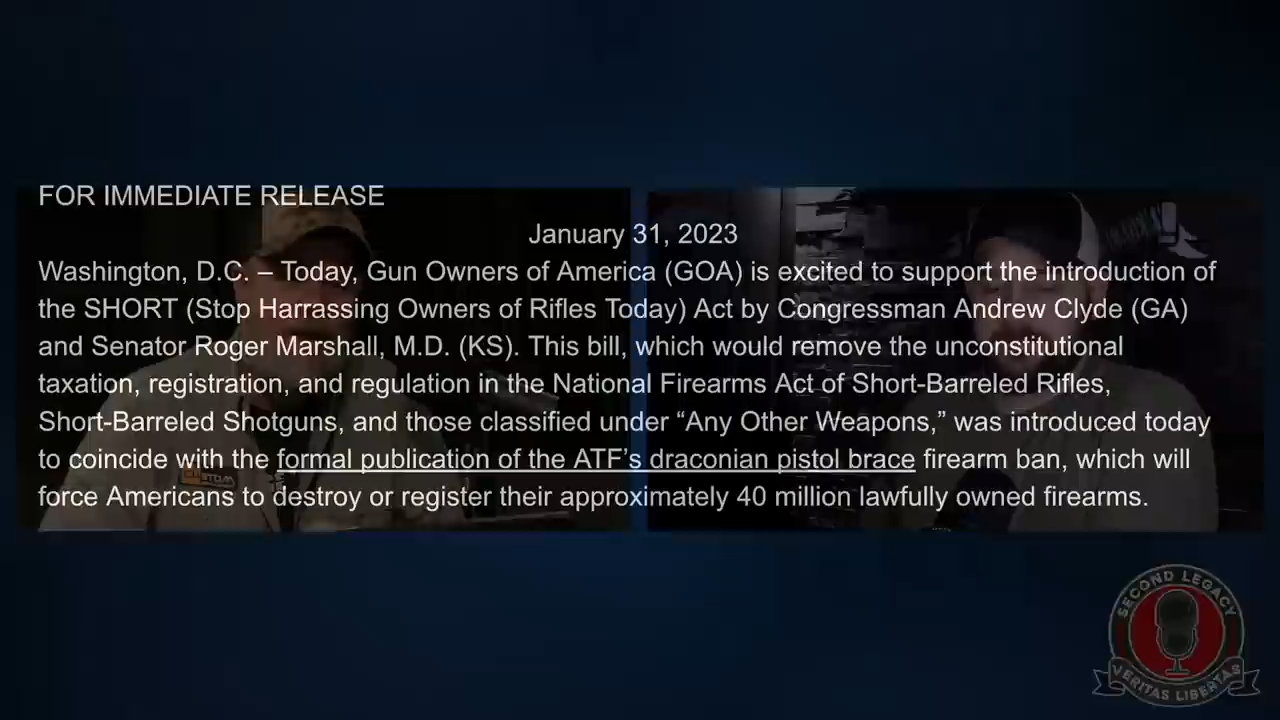 FOR IMMEDIATE RELEASE
January 31, 2023
Washington, D.C. – Today, Gun Owners of America (GOA) is excited to support the introduction of
the SHORT (Stop Harrassing Owners of Rifles Today) Act by Congressman Andrew Clyde (GA)
and Senator Roger Marshall, M.D. (KS). This bill, which would remove the unconstitutional
taxation, registration, and regulation in the National Firearms Act of Short-Barreled Rifles,
Short-Barreled Shotguns, and those classified under “Any Other Weapons,” was introduced today
to coincide with the formal publication of the ATF’s draconian pistol brace firearm ban, which will
force Americans to destroy or register their approximately 40 million lawfully owned firearms.
SECOND LEGACY
VERITAS LIBERTAS